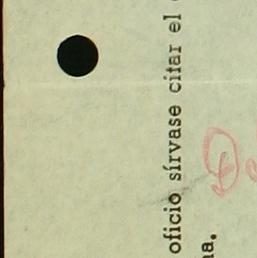 oficio sírvase citar el
na.